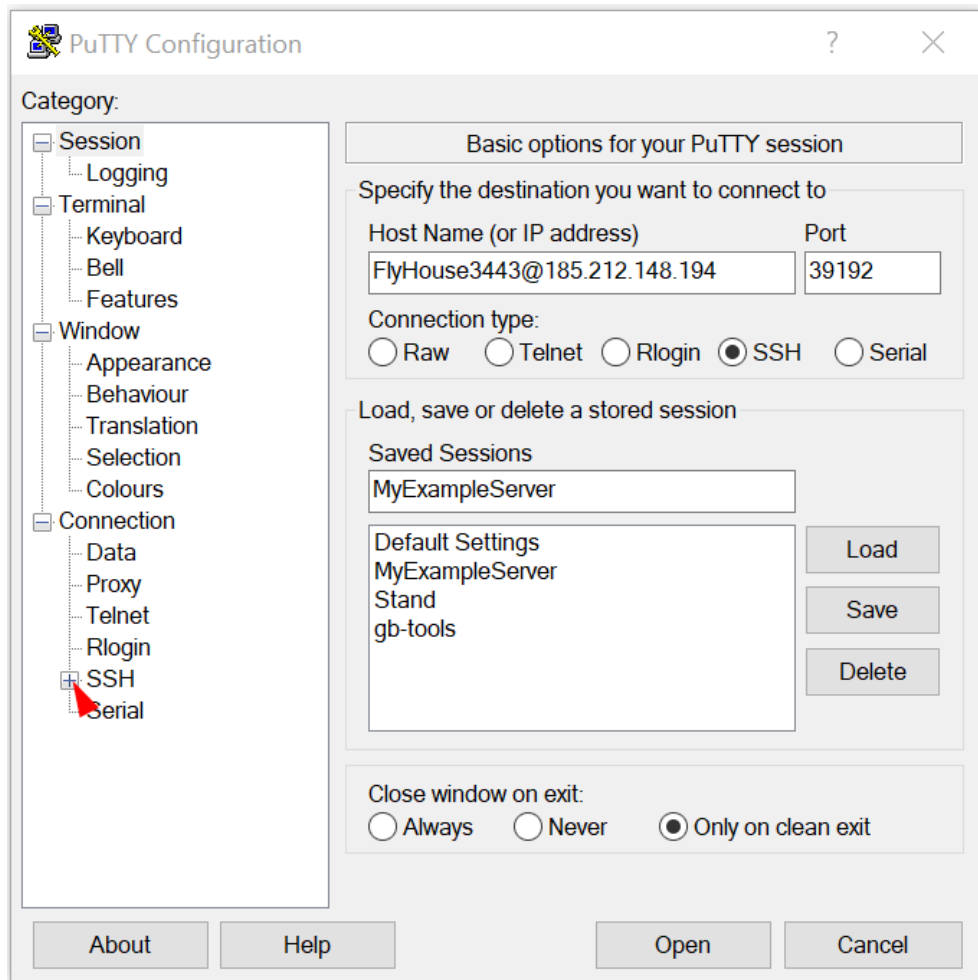 PuTTY Configuration
?
Category:
Session
Logging
Terminal
Keyboard
Bell
Features
Window
Appearance
Behaviour
Translation
Selection
Colours
Connection
Data
Proxy
Telnet
Rlogin
SSH
Serial
Basic options for your PuTTY session
Specify the destination you want to connect to
Host Name (or IP address) Port
FlyHouse3443@185.212.148.194 39192
Connection type:
Raw Telnet Rlogin SSH Serial
Load, save or delete a stored session
Saved Sessions
MyExampleServer
Default Settings
MyExampleServer
Stand
gb-tools
Load
Save
Delete
Close window on exit:
Always Never Only on clean exit
About Help Open Cancel